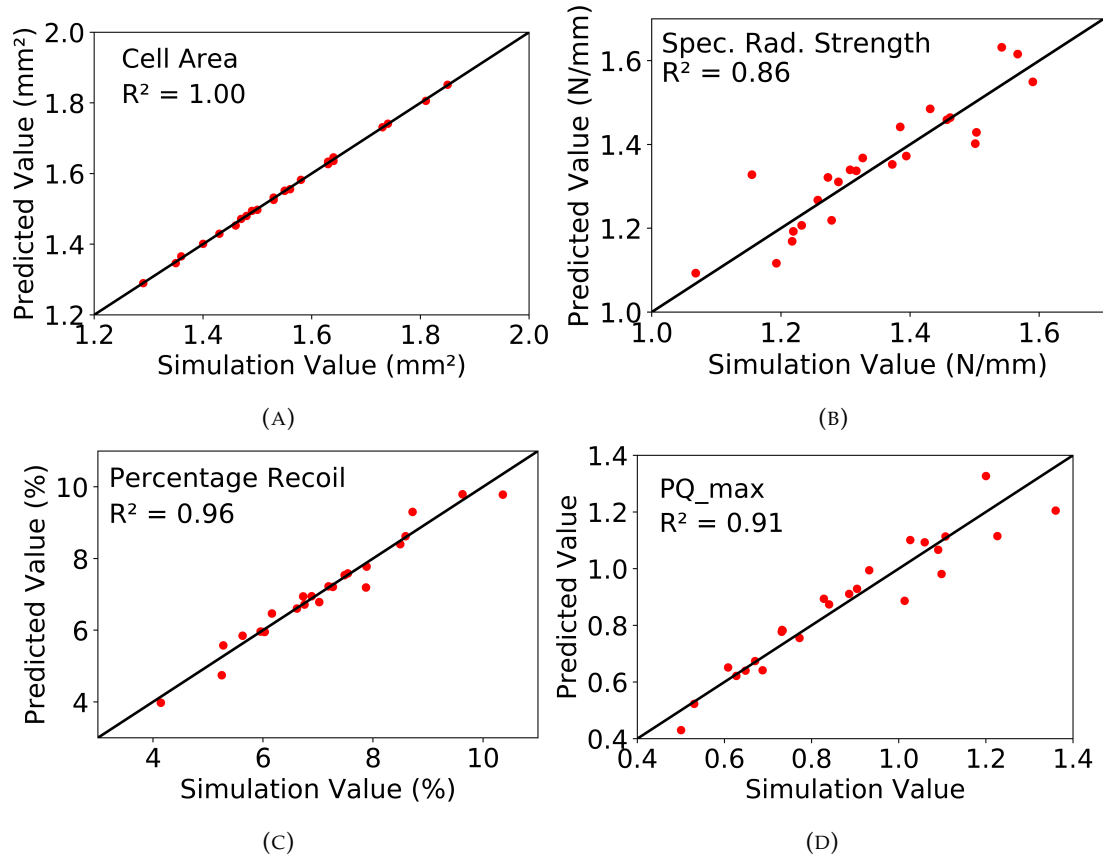 Cell Area
R² = 1.00
Predicted Value (mm²)
2.0
1.8
1.6
1.4
1.2
1.2 1.4 1.6 1.8 2.0
Simulation Value (mm²)
(A)
Spec. Rad. Strength
R² = 0.86
Predicted Value (N/mm)
1.6
1.4
1.2
1.0
1.0 1.2 1.4 1.6
Simulation Value (N/mm)
(B)
Percentage Recoil
R² = 0.96
Predicted Value (%)
10
8
6
4
4 6 8 10
Simulation Value (%)
(C)
PQ_max
R² = 0.91
Predicted Value
1.4
1.2
1.0
0.8
0.6
0.4
0.4 0.6 0.8 1.0 1.2 1.4
Simulation Value
(D)